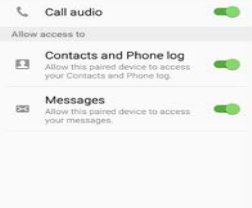 Call audio
Allow access to
Contacts and Phone log
Allow this paired device to access
your Contacts and Phone log.
Messages
Allow this paired device to access
your messages.